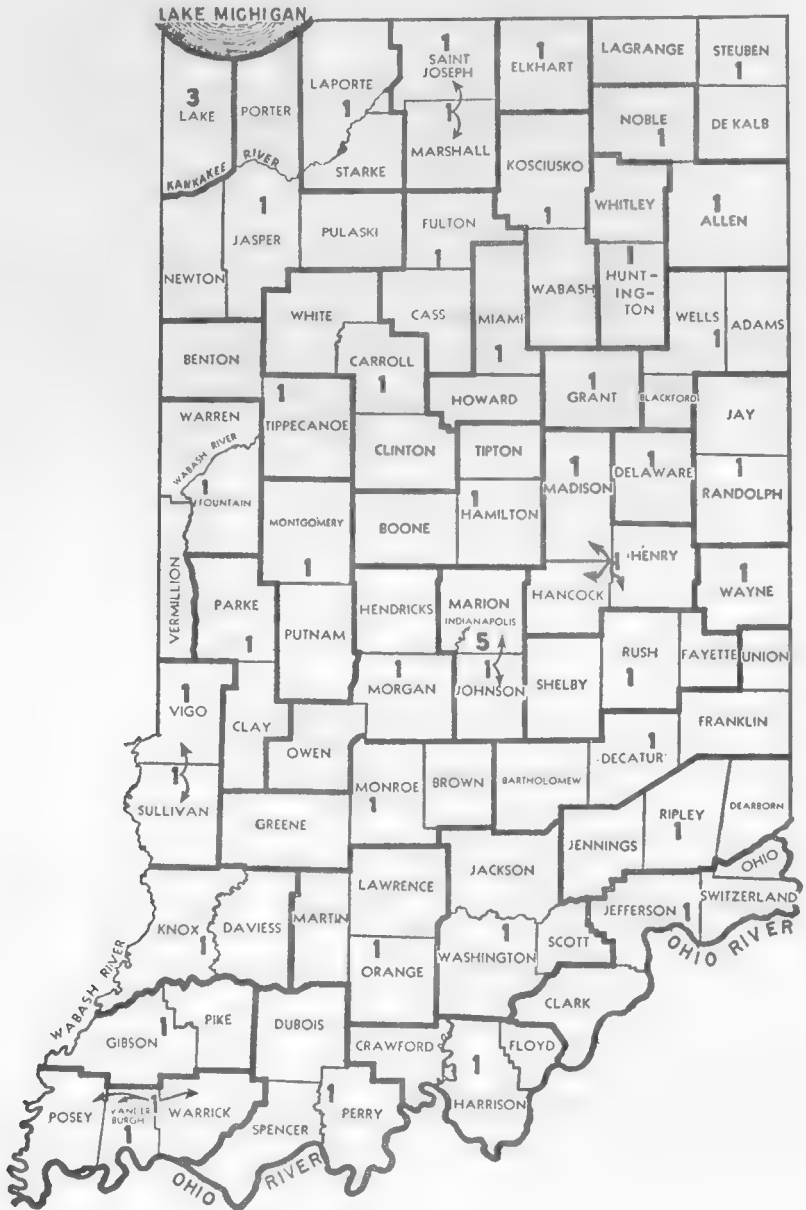 LAKE MICHIGAN
1
SAINT
JOSEPH
1
ELKHART
LAGRANGE
STEUBEN
1
3
LAKE
PORTER
LAPORTE
1
1
MARSHALL
NOBLE
1
DE KALB
KANKAKEE
RIVER
STARKE
KOSCIUSKO
1
WHITLEY
1
ALLEN
1
JASPER
PULASKI
FULTON
1
NEWTON
WABASH
1
HUNT-
ING-
TON
WHITE
CASS
MIAMI
1
WELLS
1
ADAMS
BENTON
CARROLL
1
1
TIPPECANOE
HOWARD
1
GRANT
BLACKFORD
JAY
WARREN
WABASH RIVER
1
FOUNTAIN
CLINTON
TIPTON
1
MADISON
1
DELAWARE
1
RANDOLPH
MONTGOMERY
1
BOONE
1
HAMILTON
VERMILLION
PARKE
1
PUTNAM
HENDRICKS
MARION
INDIANAPOLIS
5
HANCOCK
1
HENRY
1
WAYNE
1
VIGO
CLAY
OWEN
1
MORGAN
1
JOHNSON
SHELBY
RUSH
1
FAYETTE
UNION
FRANKLIN
1
SULLIVAN
GREENE
MONROE
1
BROWN
BARTHOLOMEW
1
DECATUR
RIPLEY
1
DEARBORN
JENNINGS
OHIO
LAWRENCE
JACKSON
SWITZERLAND
JEFFERSON
1
OHIO RIVER
KNOX
1
DAVIESS
MARTIN
1
ORANGE
1
WASHINGTON
SCOTT
CLARK
WABASH RIVER
GIBSON
1
PIKE
DUBOIS
CRAWFORD
1
HARRISON
FLOYD
POSEY
VANDER
BURGH
1
1
WARRICK
SPENCER
1
PERRY
OHIO
RIVER